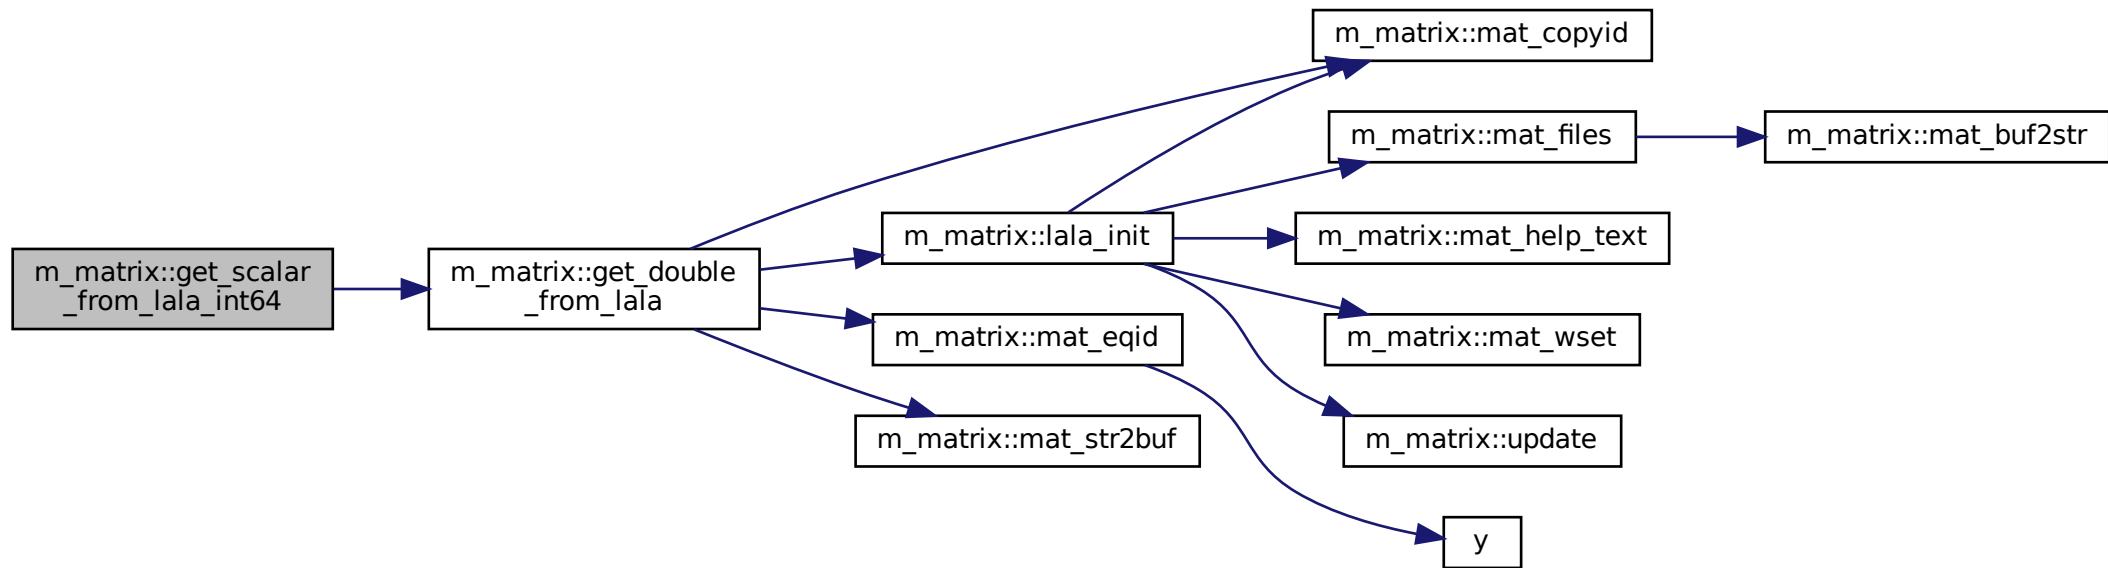 m_matrix::get_scalar
_from_lala_int64
m_matrix::get_double
_from_lala
m_matrix::mat_copyid
m_matrix::lala_init
m_matrix::mat_files
m_matrix::mat_buf2str
m_matrix::mat_help_text
m_matrix::mat_wset
m_matrix::update
m_matrix::mat_eqid
y
m_matrix::mat_str2buf